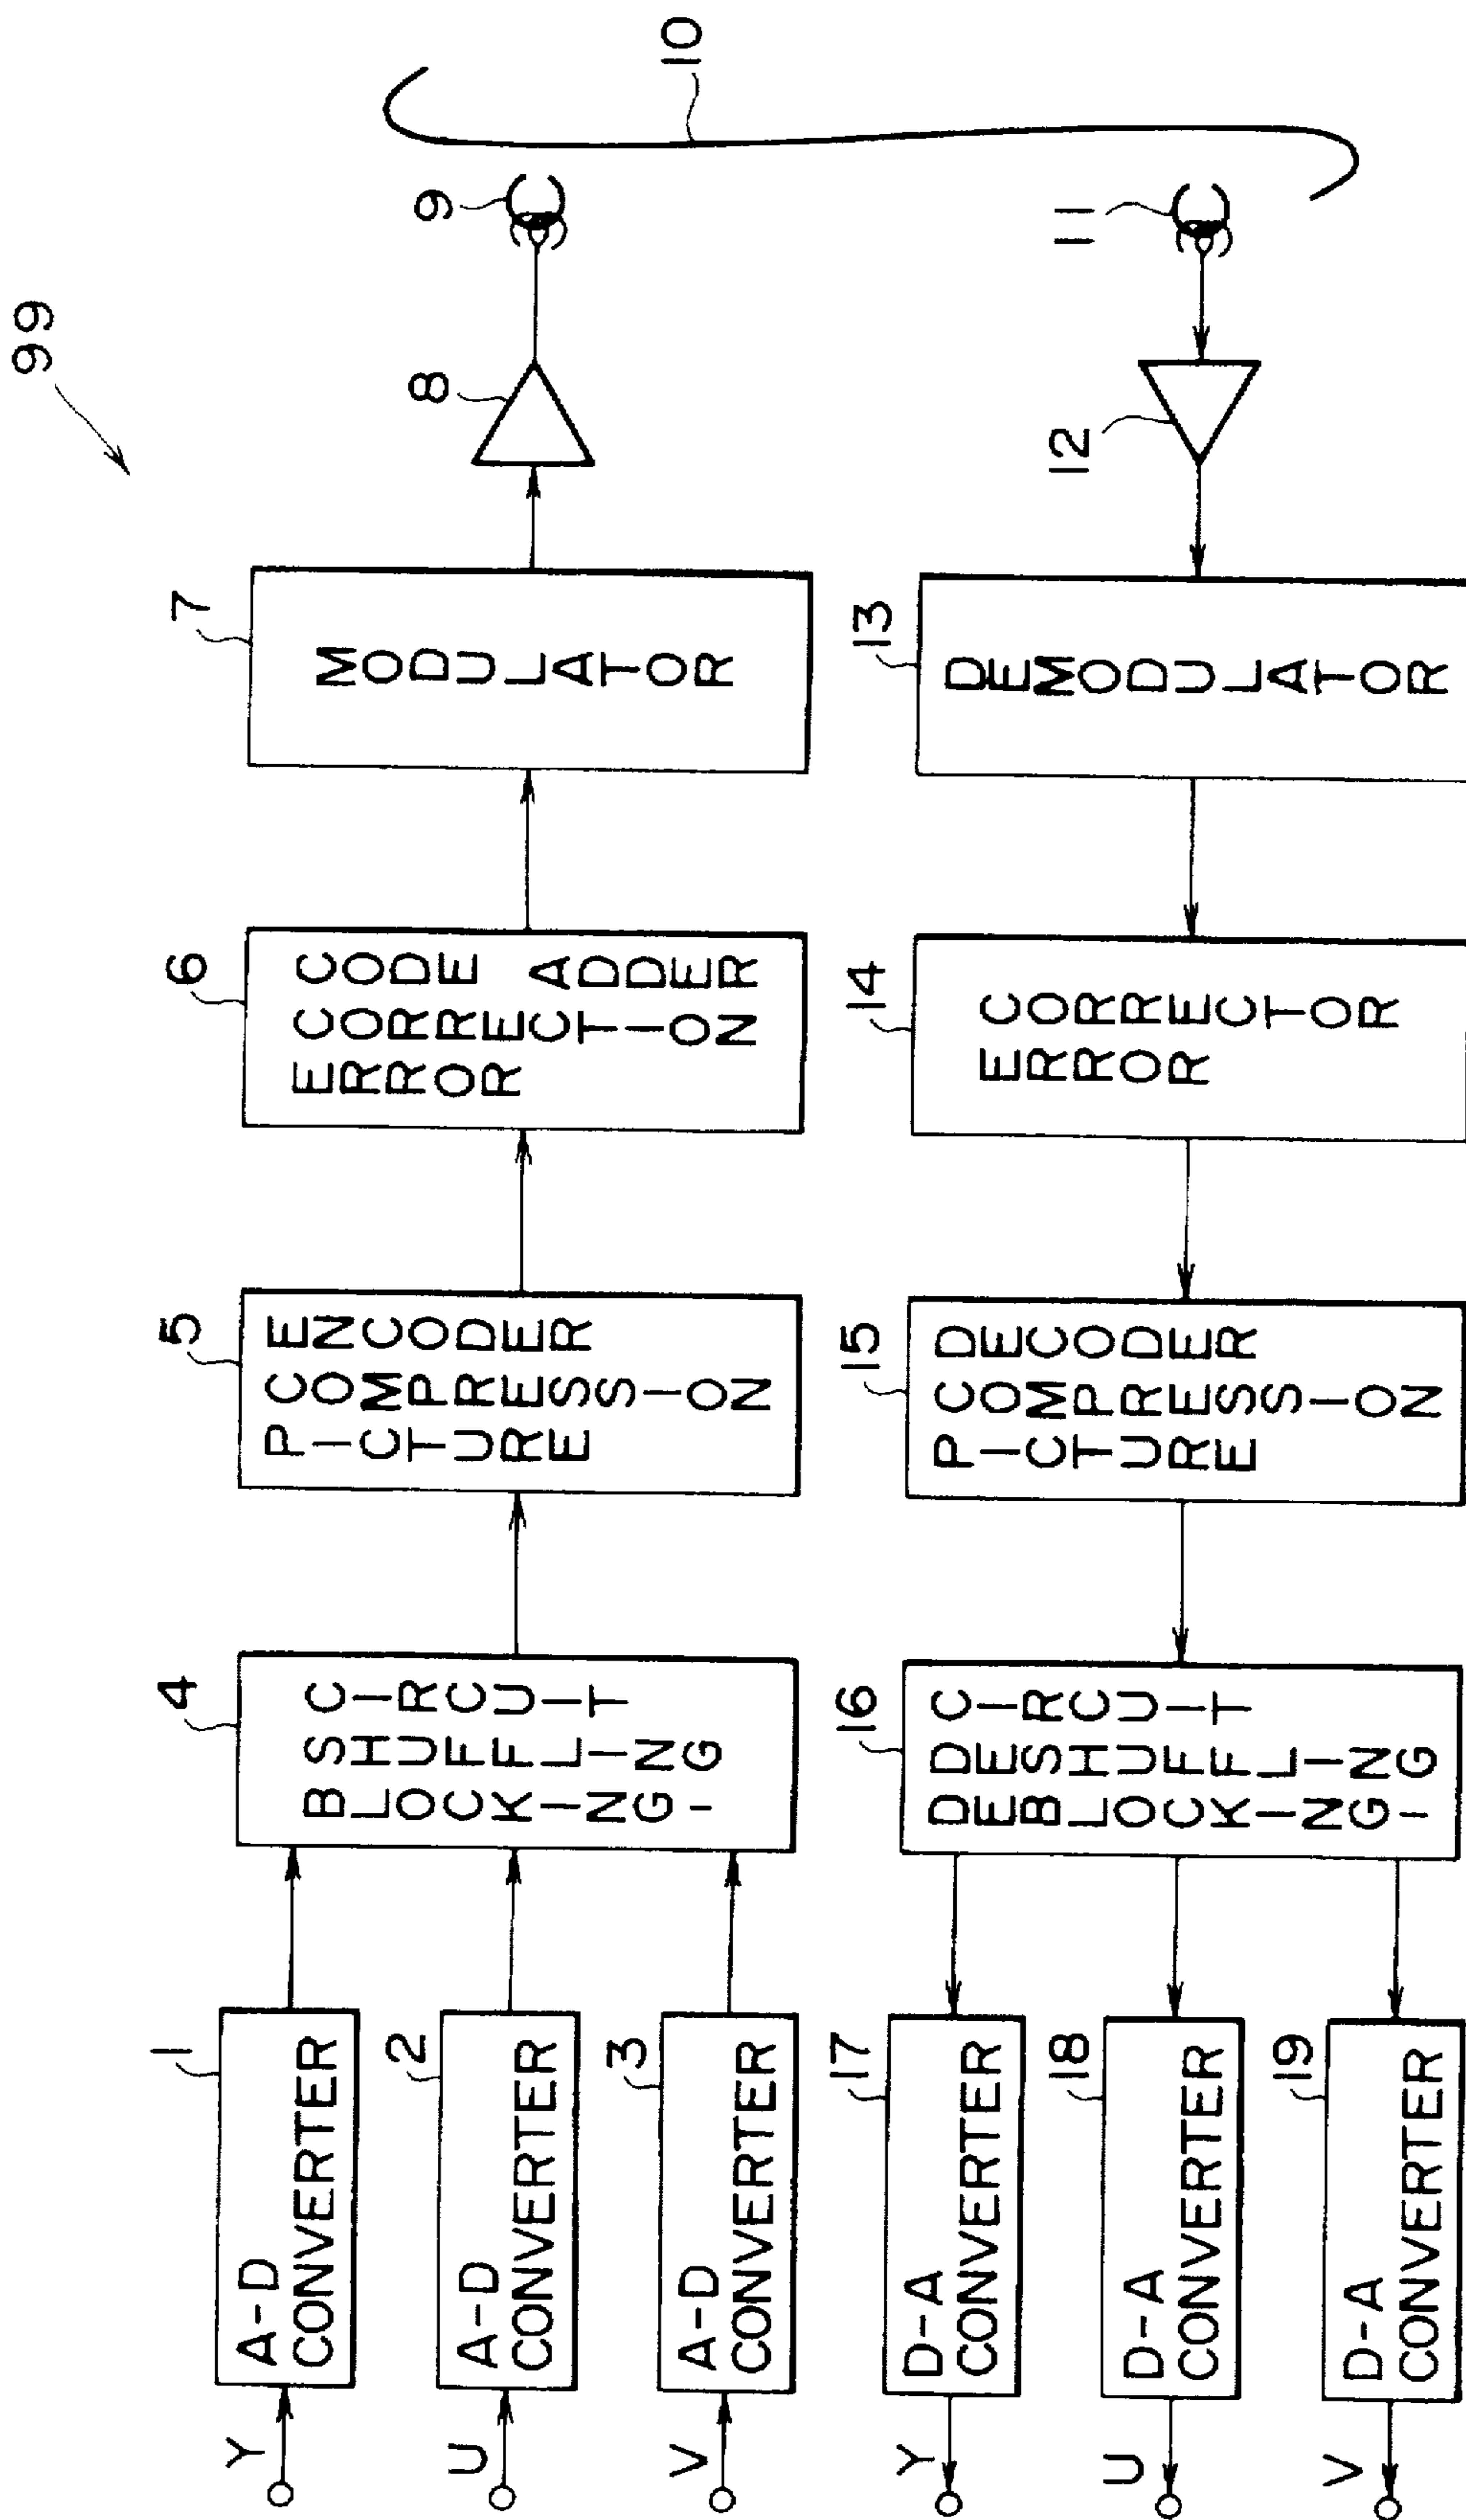 99
Y
A-D
CONVERTER
1
U
A-D
CONVERTER
2
V
A-D
CONVERTER
3
4
BLOCKING-
SHUFFLING
CIRCUIT
5
PICTURE
COMPRESSION
ENCODER
6
ERROR
CORRECTION
CODE ADDER
7
MODULATOR
8
9
10
Y
D-A
CONVERTER
17
U
D-A
CONVERTER
18
V
D-A
CONVERTER
19
16
DEBLOCKING-
DESHUFFLING
CIRCUIT
15
PICTURE
COMPRESSION
DECODER
14
ERROR
CORRECTOR
13
DEMODULATOR
12
11